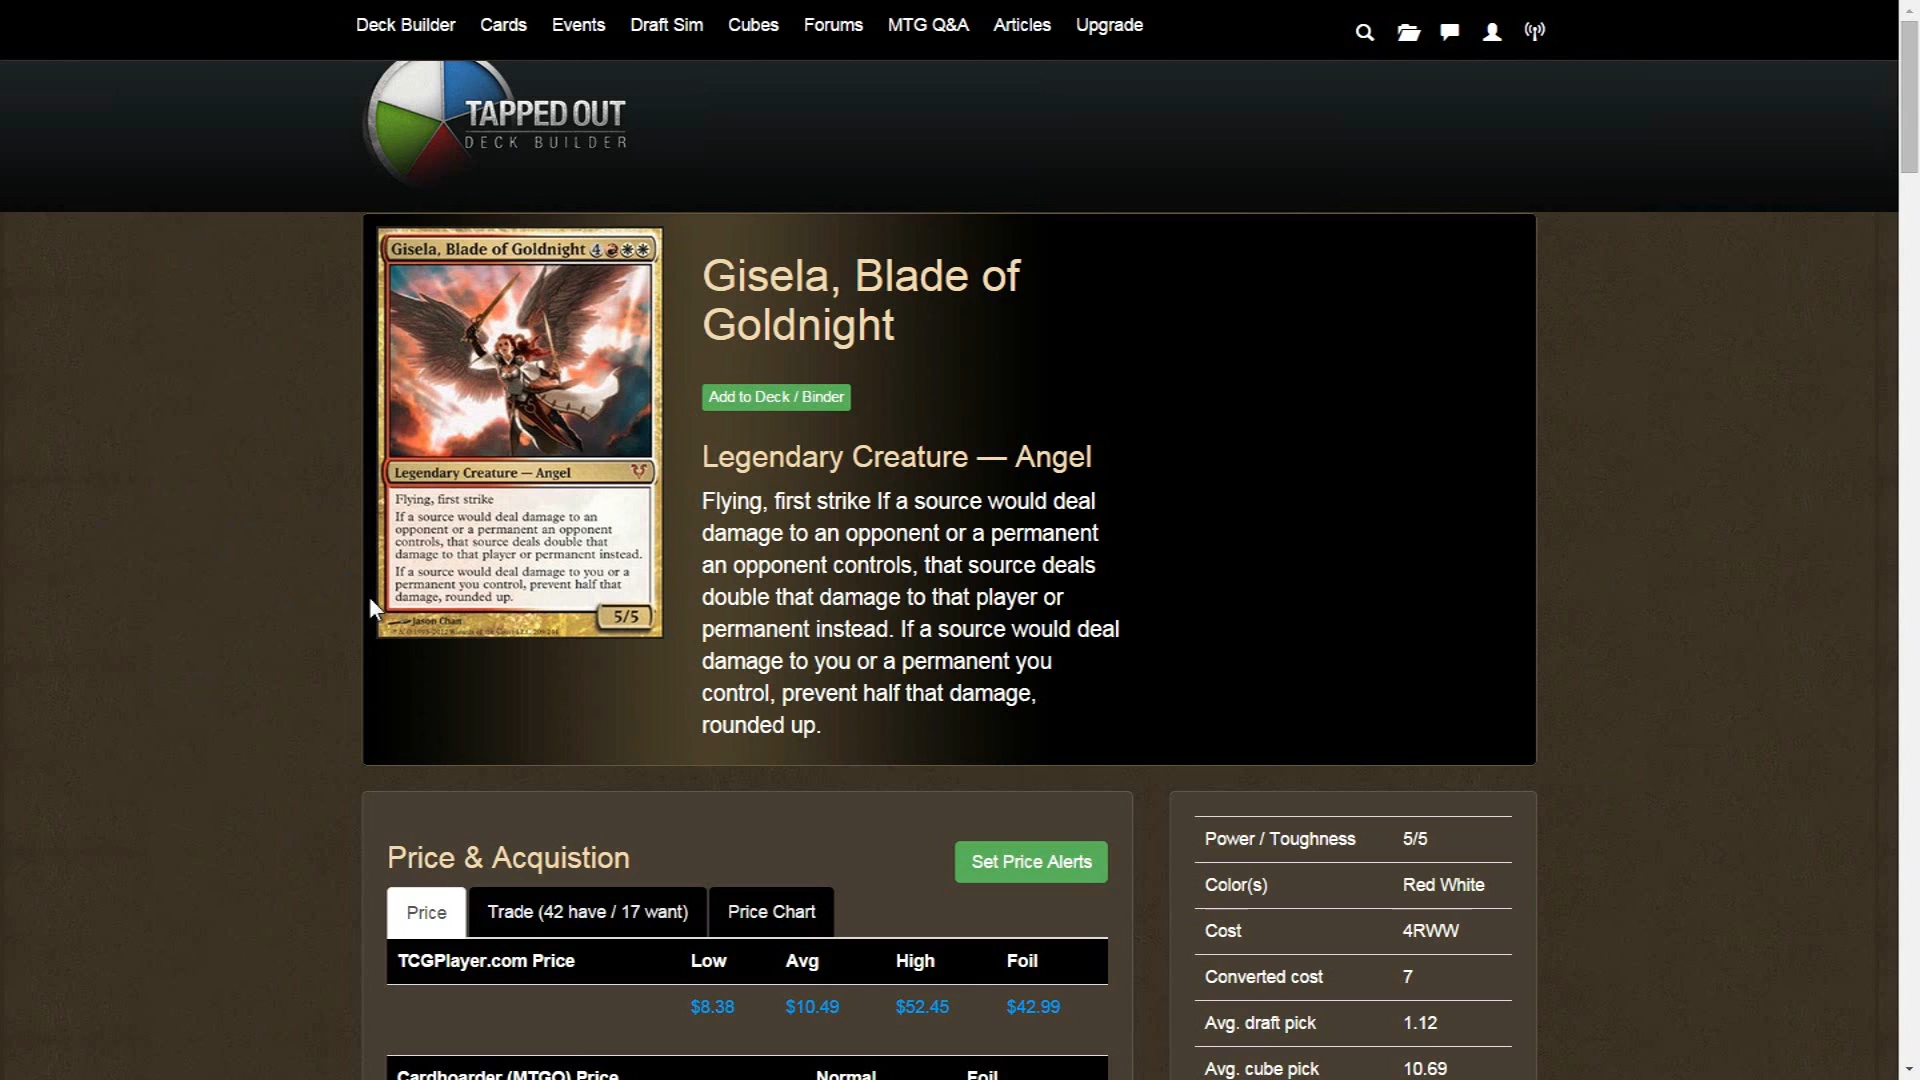 Deck Builder Cards Events Draft Sim Cubes Forums MTG Q&A Articles Upgrade
TAPPED OUT
DECK BUILDER
Gisela, Blade of Goldnight 4
Legendary Creature — Angel
Flying, first strike
If a source would deal damage to an
opponent or a permanent an opponent
controls, that source deals double that
damage to that player or permanent instead.
If a source would deal damage to you or a
permanent you control, prevent half that
damage, rounded up.
5/5
Jason Chan
Gisela, Blade of
Goldnight
Add to Deck / Binder
Legendary Creature — Angel
Flying, first strike If a source would deal
damage to an opponent or a permanent
an opponent controls, that source deals
double that damage to that player or
permanent instead. If a source would deal
damage to you or a permanent you
control, prevent half that damage,
rounded up.
Price & Acquistion
Set Price Alerts
Price Trade (42 have / 17 want) Price Chart
TCGPlayer.com Price Low Avg High Foil
$8.38 $10.49 $52.45 $42.99
Cardhoarder (MTGO) Price Normal Foil
Power / Toughness 5/5
Color(s) Red White
Cost 4RWW
Converted cost 7
Avg. draft pick 1.12
Avg. cube pick 10.69